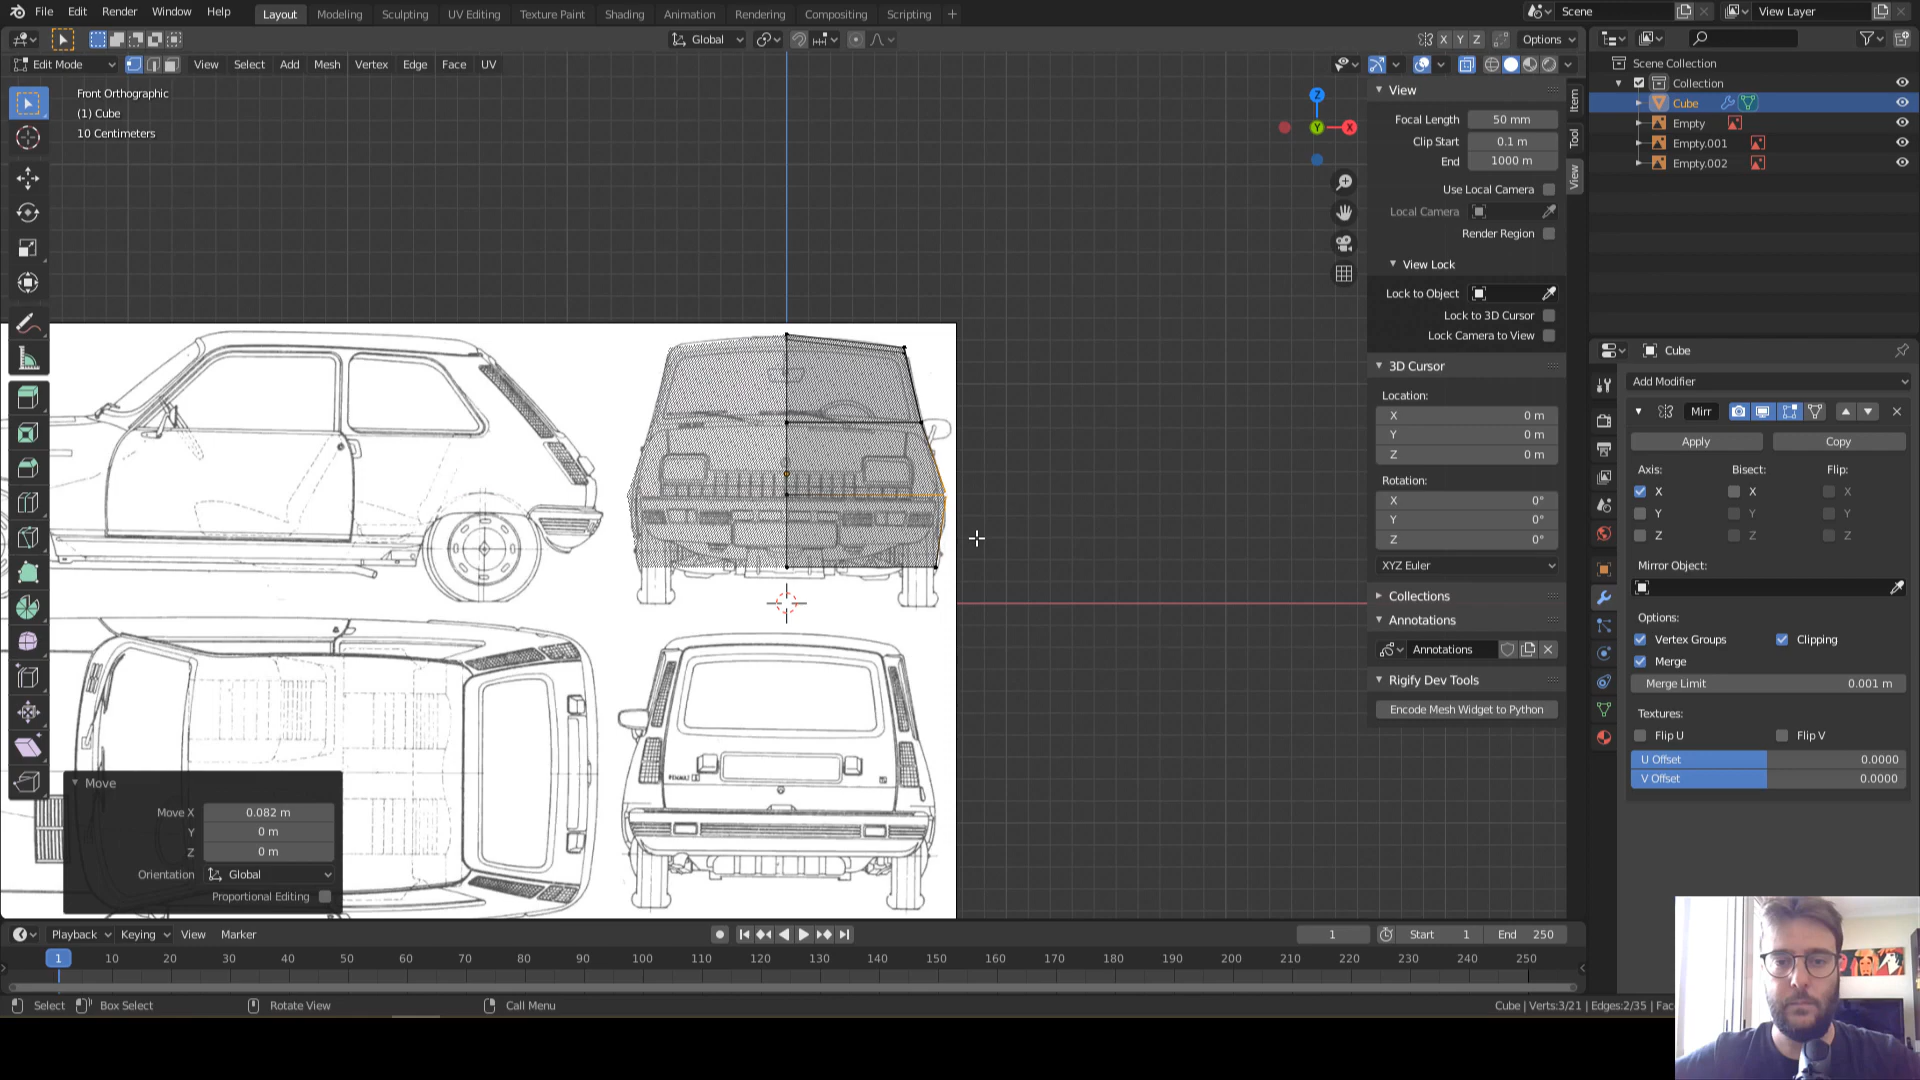 File Edit Render Window Help Layout Modeling Sculpting UV Editing Texture Paint Shading Animation Rendering Compositing Scripting + Scene View Layer
Global X Y Z Options
Edit Mode View Select Add Mesh Vertex Edge Face UV
Front Orthographic
(1) Cube
10 Centimeters
Z
Y
X
View
Focal Length 50 mm
Clip Start 0.1 m
End 1000 m
Use Local Camera
Local Camera
Render Region
View Lock
Lock to Object
Lock to 3D Cursor
Lock Camera to View
3D Cursor
Location:
X 0 m
Y 0 m
Z 0 m
Rotation:
X 0°
Y 0°
Z 0°
XYZ Euler
Collections
Annotations
Annotations
Rigify Dev Tools
Encode Mesh Widget to Python
Item
Tool
View
Scene Collection
Collection
Cube
Empty
Empty.001
Empty.002
Cube
Add Modifier
Mirr
Apply Copy
Axis: Bisect: Flip:
X X X
Y Y Y
Z Z Z
Mirror Object:
Options:
Vertex Groups Clipping
Merge
Merge Limit 0.001 m
Textures:
Flip U Flip V
U Offset 0.0000
V Offset 0.0000
RENAULT
Move
Move X 0.082 m
Y 0 m
Z 0 m
Orientation Global
Proportional Editing
Playback Keying View Marker 1 Start 1 End 250
1 10 20 30 40 50 60 70 80 90 100 110 120 130 140 150 160 170 180 190 200 210 220 230 240 250
Select Box Select Rotate View Call Menu Cube | Verts:3/21 | Edges:2/35 | Fac